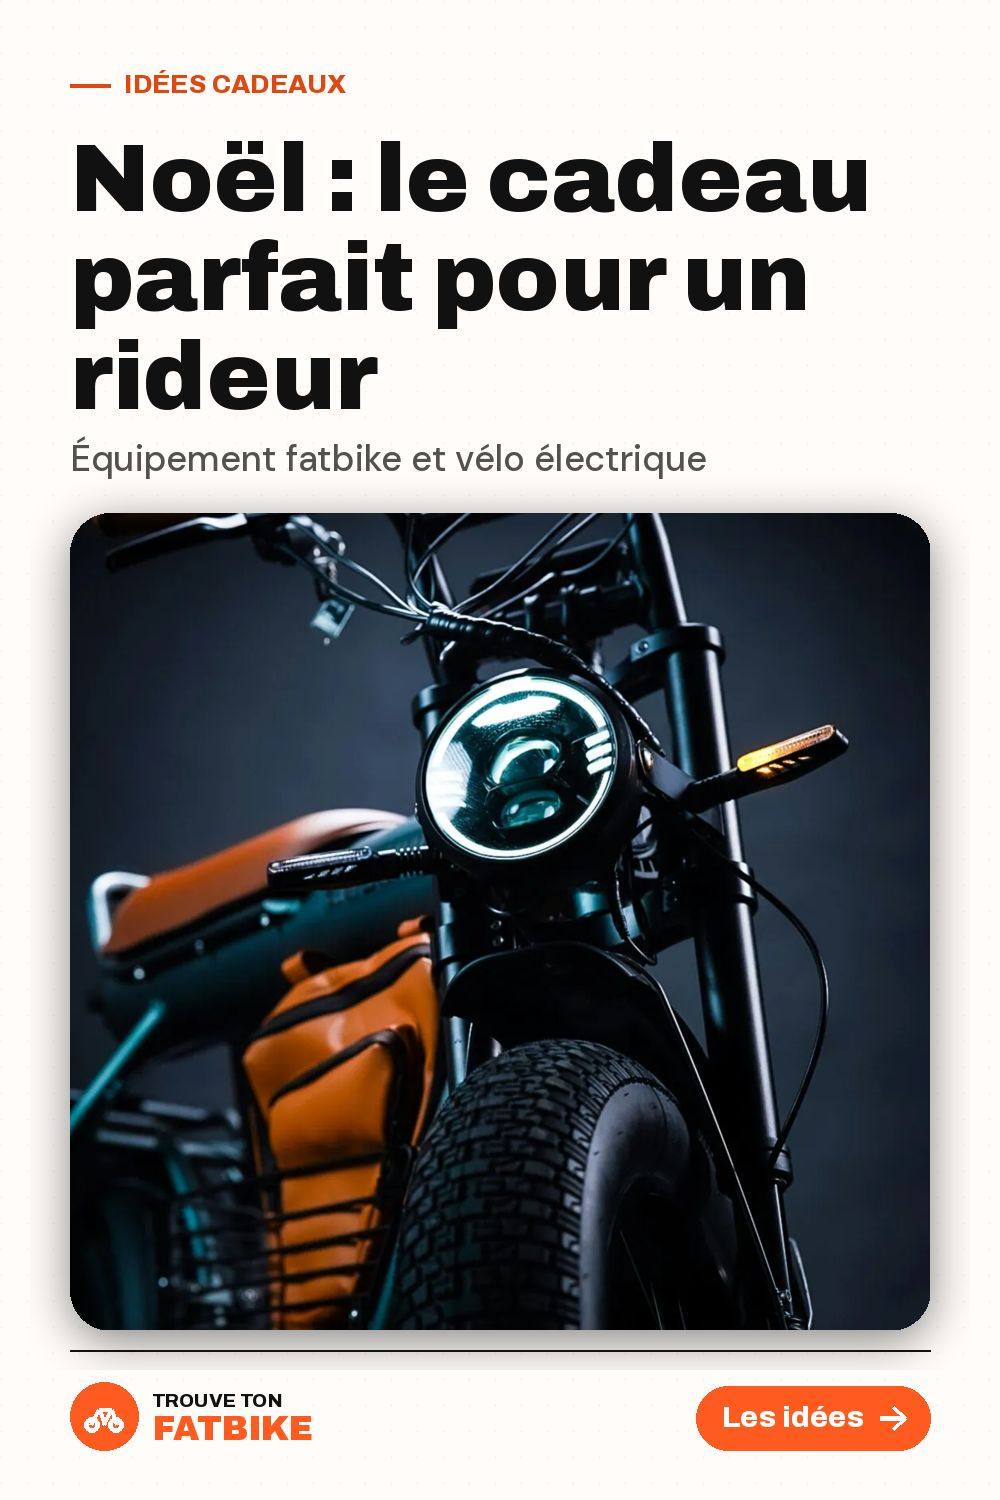 IDÉES CADEAUX
Noël : le cadeau
parfait pour un
rideur
Équipement fatbike et vélo électrique
TROUVE TON
FATBIKE
Les idées